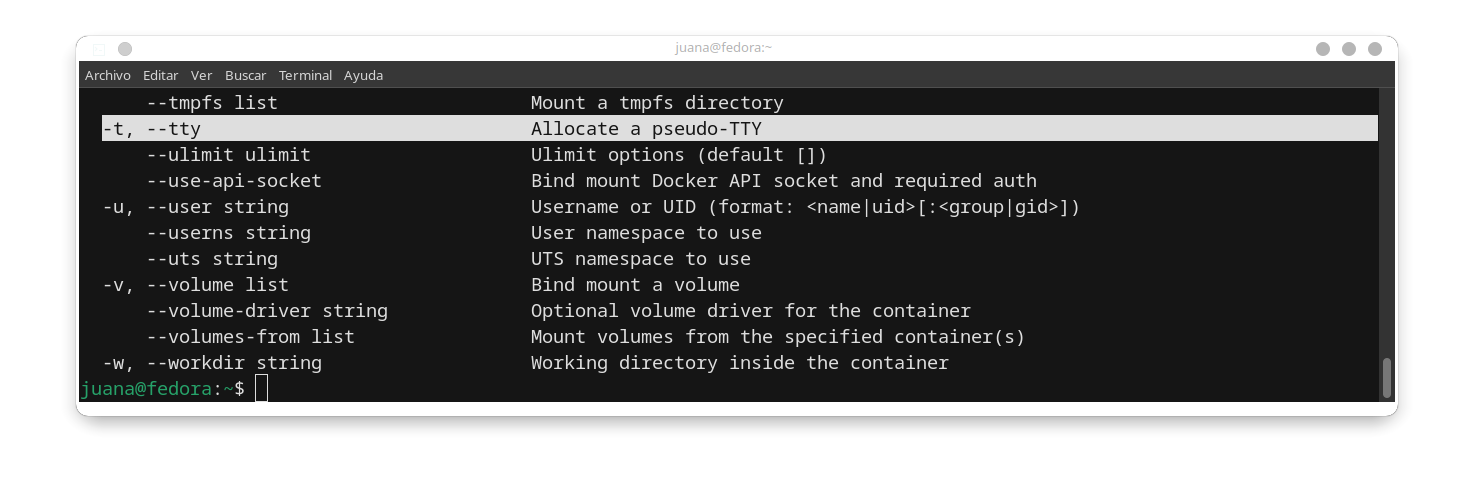 juana@fedora:~
Archivo Editar Ver Buscar Terminal Ayuda
--tmpfs list Mount a tmpfs directory
-t, --tty Allocate a pseudo-TTY
--ulimit ulimit Ulimit options (default [])
--use-api-socket Bind mount Docker API socket and required auth
-u, --user string Username or UID (format: <name|uid>[:<group|gid>])
--userns string User namespace to use
--uts string UTS namespace to use
-v, --volume list Bind mount a volume
--volume-driver string Optional volume driver for the container
--volumes-from list Mount volumes from the specified container(s)
-w, --workdir string Working directory inside the container
juana@fedora:~$